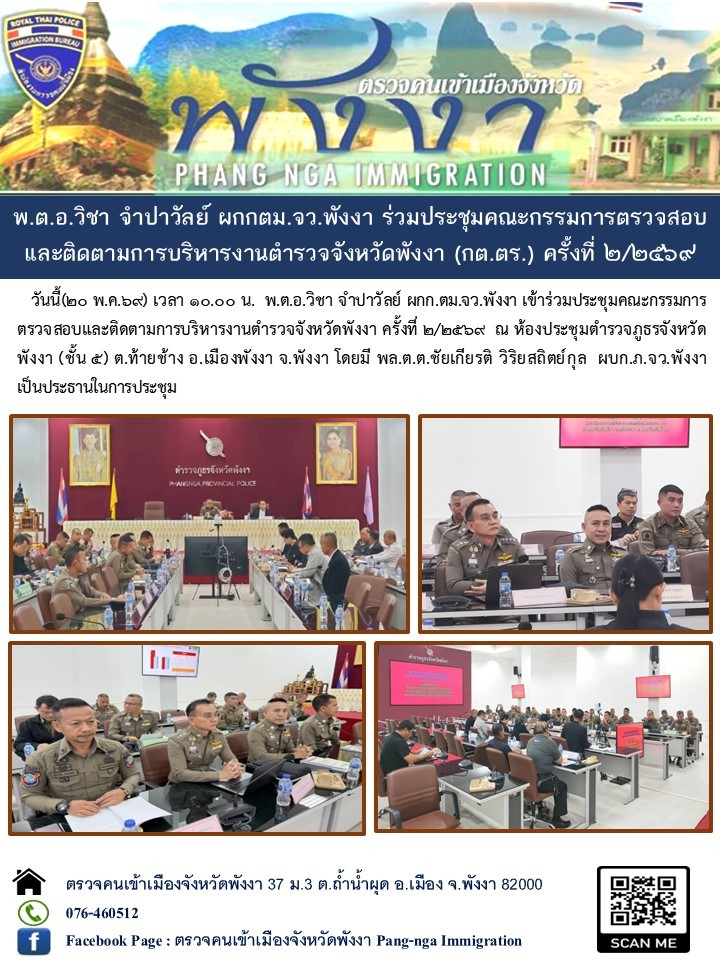 ROYAL THAI POLICE
IMMIGRATION BUREAU
ตรวจคนเข้าเมืองจังหวัด
พังงา
PHANG NGA IMMIGRATION
พ.ต.อ.วิชา จำปาวัลย์ ผกกตม.จว.พังงา ร่วมประชุมคณะกรรมการตรวจสอบ
และติดตามการบริหารงานตำรวจจังหวัดพังงา (กต.ตร.) ครั้งที่ ๒/๒๕๖๙
วันนี้(๒๐ พ.ค.๖๙) เวลา ๑๐.๐๐ น. พ.ต.อ.วิชา จำปาวัลย์ ผกก.ตม.จว.พังงา เข้าร่วมประชุมคณะกรรมการ
ตรวจสอบและติดตามการบริหารงานตำรวจจังหวัดพังงา ครั้งที่ ๒/๒๕๖๙ ณ ห้องประชุมตำรวจภูธรจังหวัด
พังงา (ชั้น ๕) ต.ท้ายช้าง อ.เมืองพังงา จ.พังงา โดยมี พล.ต.ต.ชัยเกียรติ วิริยสถิตย์กุล ผบก.ภ.จว.พังงา
เป็นประธานในการประชุม
ตำรวจภูธรจังหวัดพังงา
PHANGNGA PROVINCIAL POLICE
ตรวจคนเข้าเมืองจังหวัดพังงา 37 ม.3 ต.ถ้ำน้ำผุด อ.เมือง จ.พังงา 82000
076-460512
Facebook Page : ตรวจคนเข้าเมืองจังหวัดพังงา Pang-nga Immigration
SCAN ME